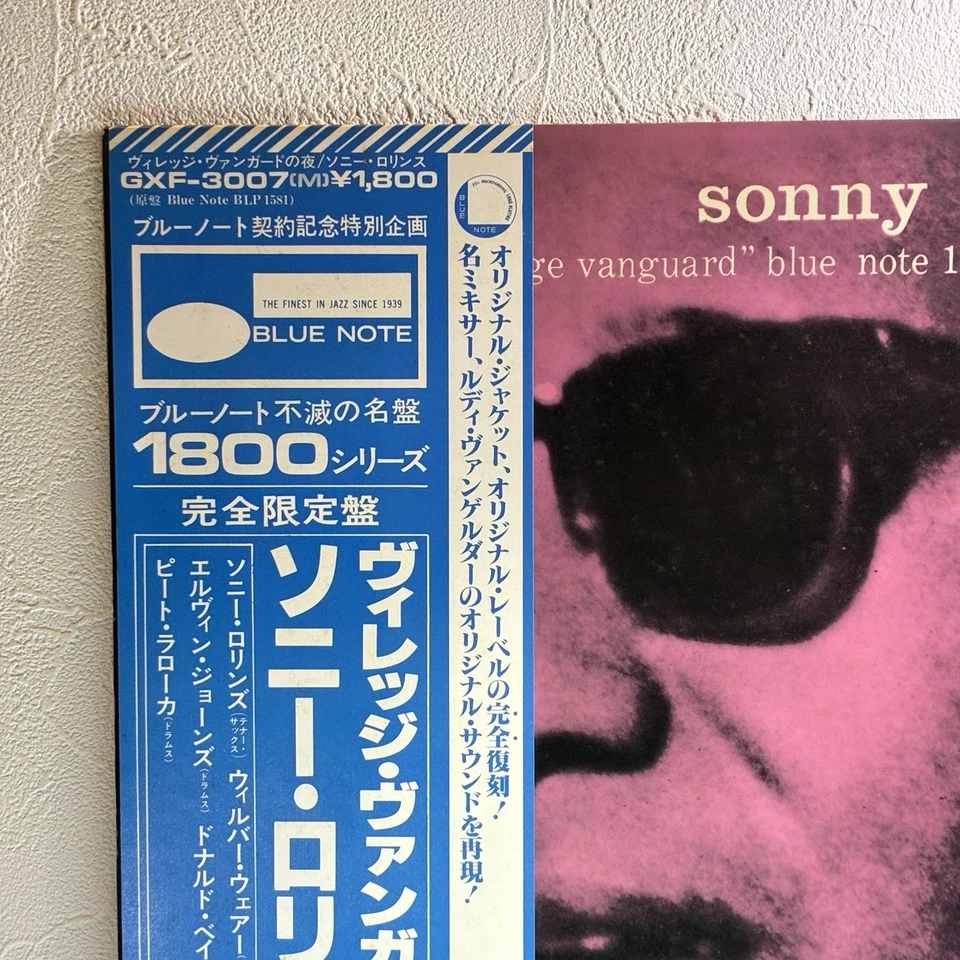 ヴィレッジ・ヴァンガードの夜/ソニー・ロリンス
GXF-3007(M)¥1,800
(原盤 Blue Note BLP 1581)
ブルーノート契約記念特別企画
THE FINEST IN JAZZ SINCE 1939
BLUE NOTE
ブルーノート不滅の名盤
1800シリーズ
完全限定盤
ヴィレッジ・ヴァンガ
ソニー・ロリ
ソニー・ロリンズ(テナー・サックス) ウィルバー・ウェアー(
エルヴィン・ジョーンズ(ドラムス) ドナルド・ベイ
ピート・ラローカ(ドラムス)
BLUE
NOTE
オリジナル・ジャケット、オリジナル・レーベルの完全復刻!
名ミキサー、ルディ・ヴァンゲルダーのオリジナル・サウンドを再現!
sonny
ge vanguard” blue note 1